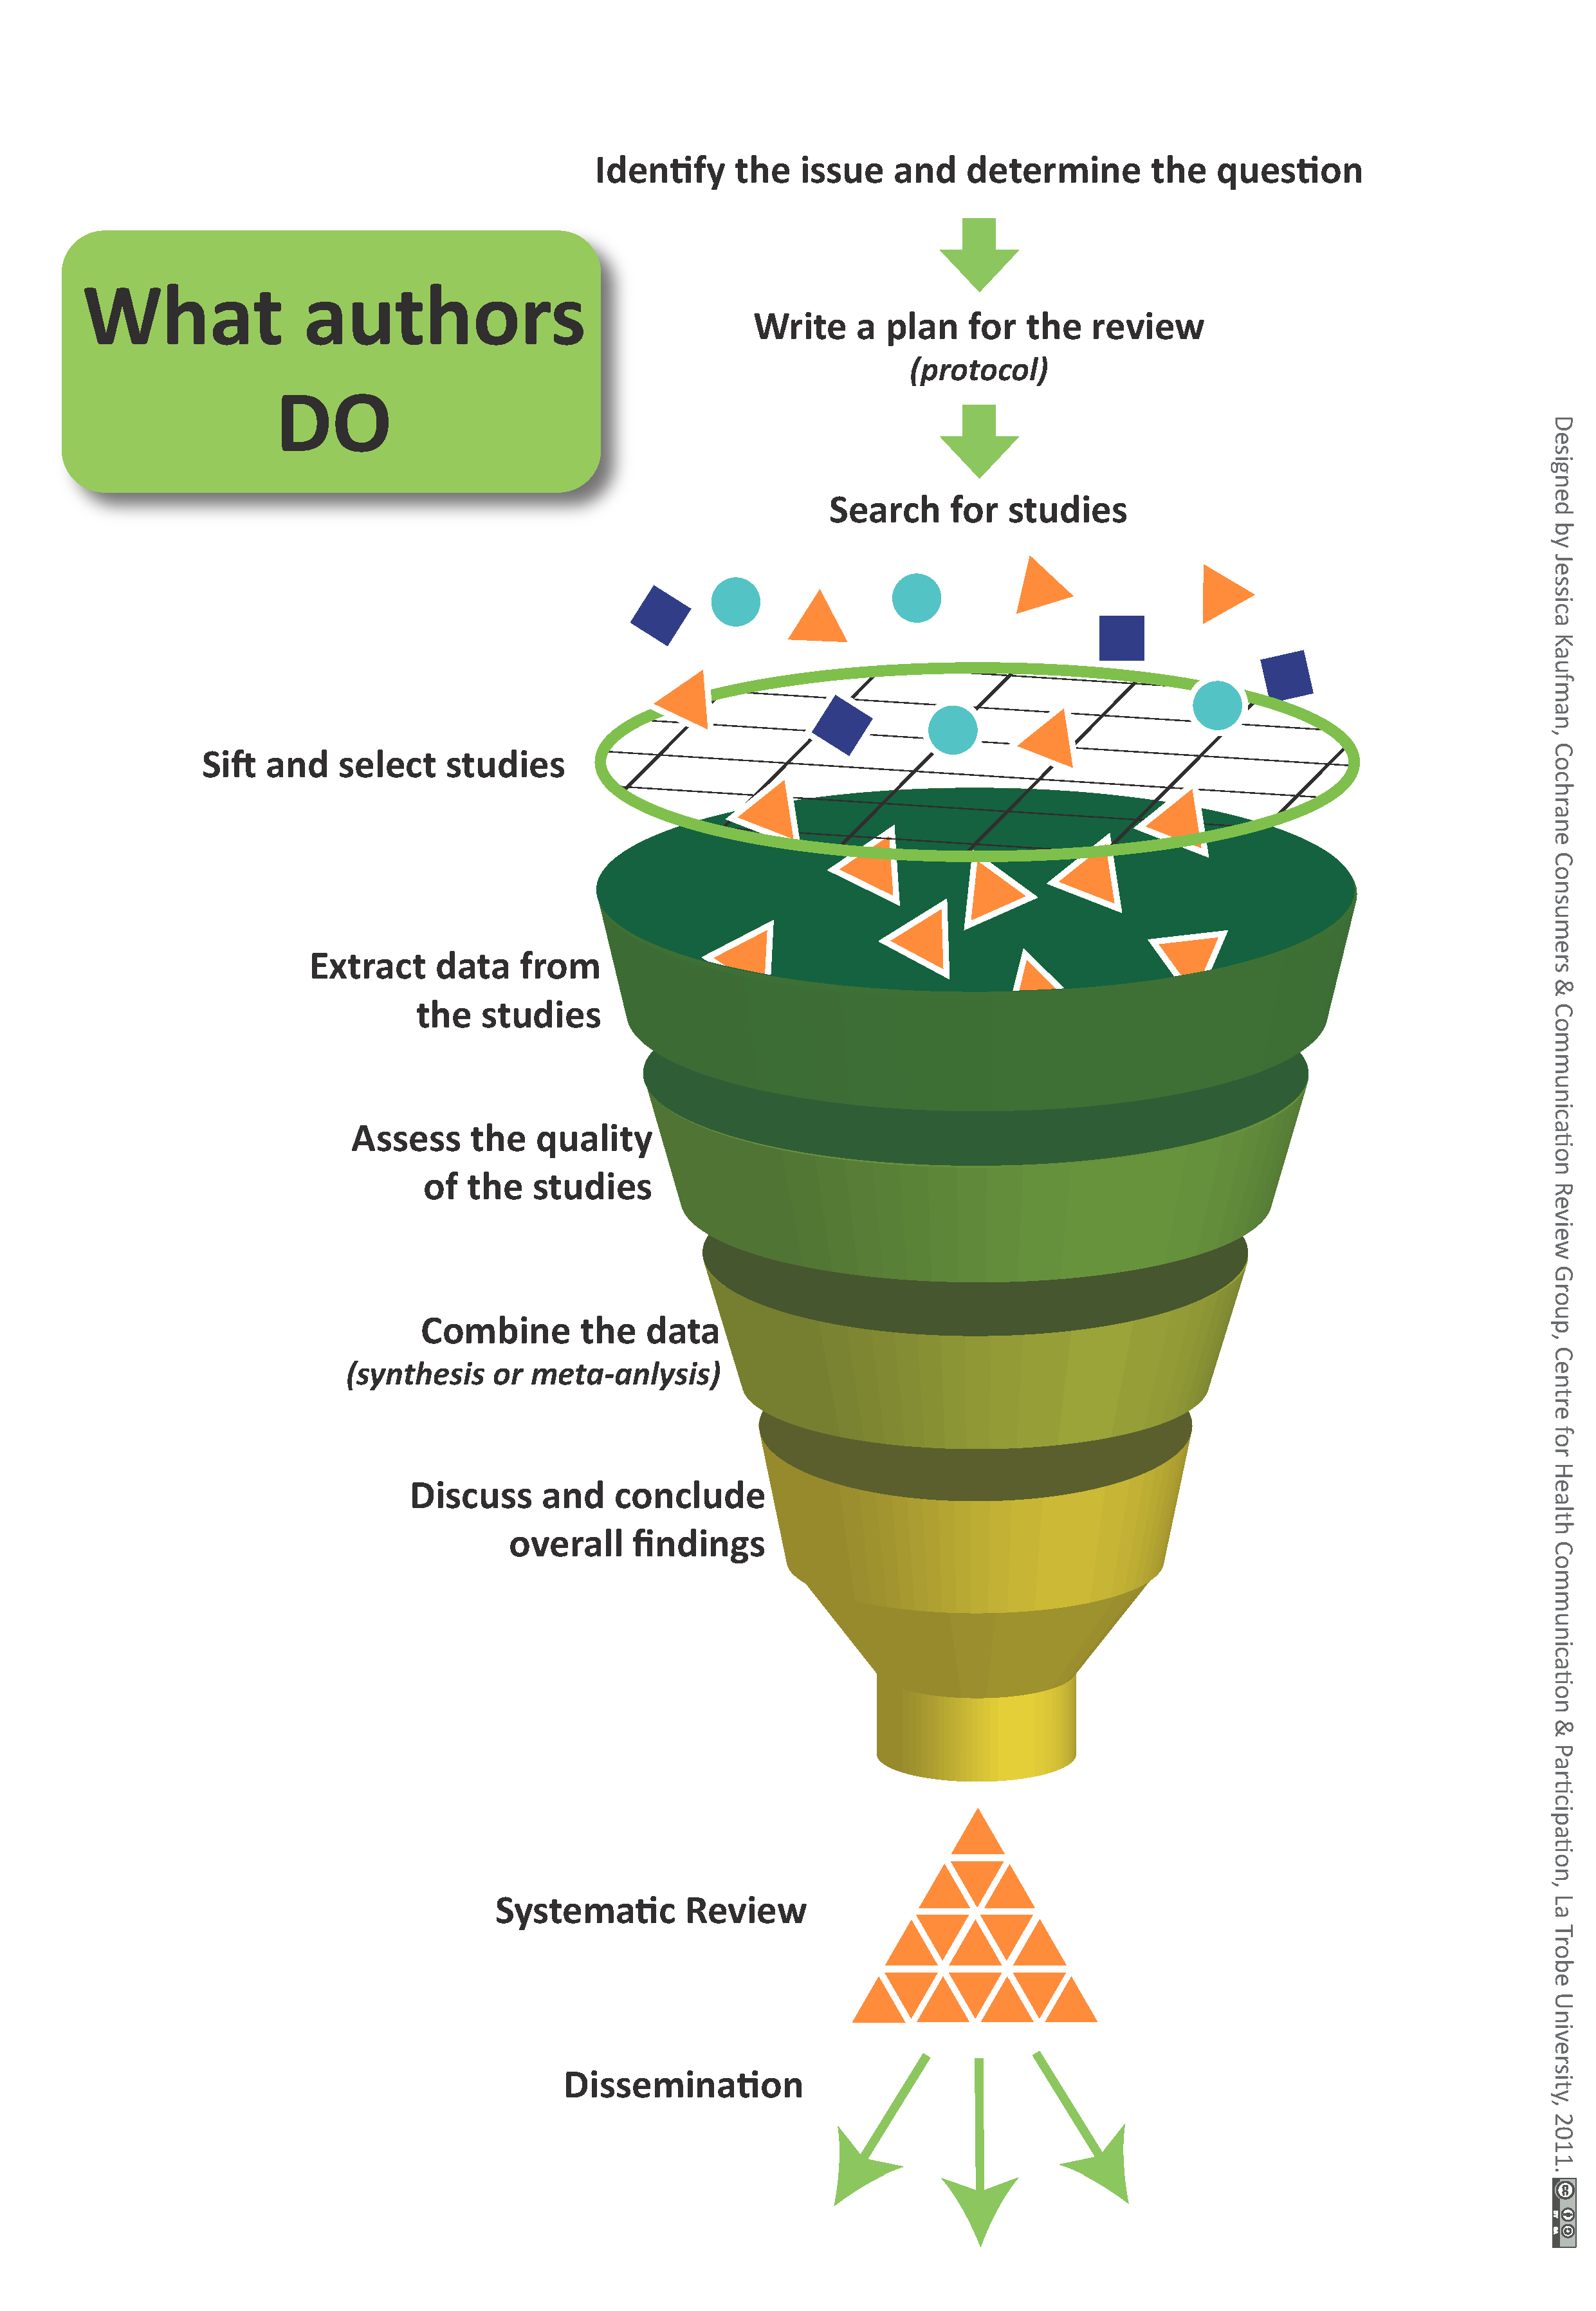 Identify the issue and determine the question
What authors
DO
Write a plan for the review
(protocol)
Search for studies
Sift and select studies
Extract data from
the studies
Assess the quality
of the studies
Combine the data
(synthesis or meta-anlysis)
Discuss and conclude
overall findings
Systematic Review
Dissemination
Designed by Jessica Kaufman, Cochrane Consumers & Communication Review Group, Centre for Health Communication & Participation, La Trobe University, 2011.
cc